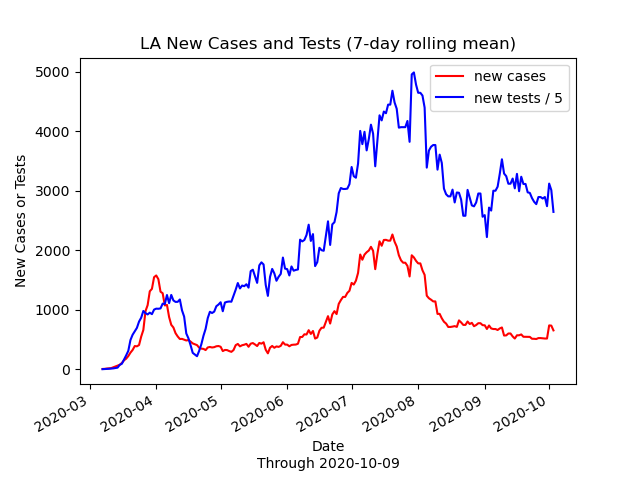 LA New Cases and Tests (7-day rolling mean)
new cases
new tests / 5
New Cases or Tests
5000
4000
3000
2000
1000
0
2020-03
2020-04
2020-05
2020-06
2020-07
2020-08
2020-09
2020-10
Date
Through 2020-10-09